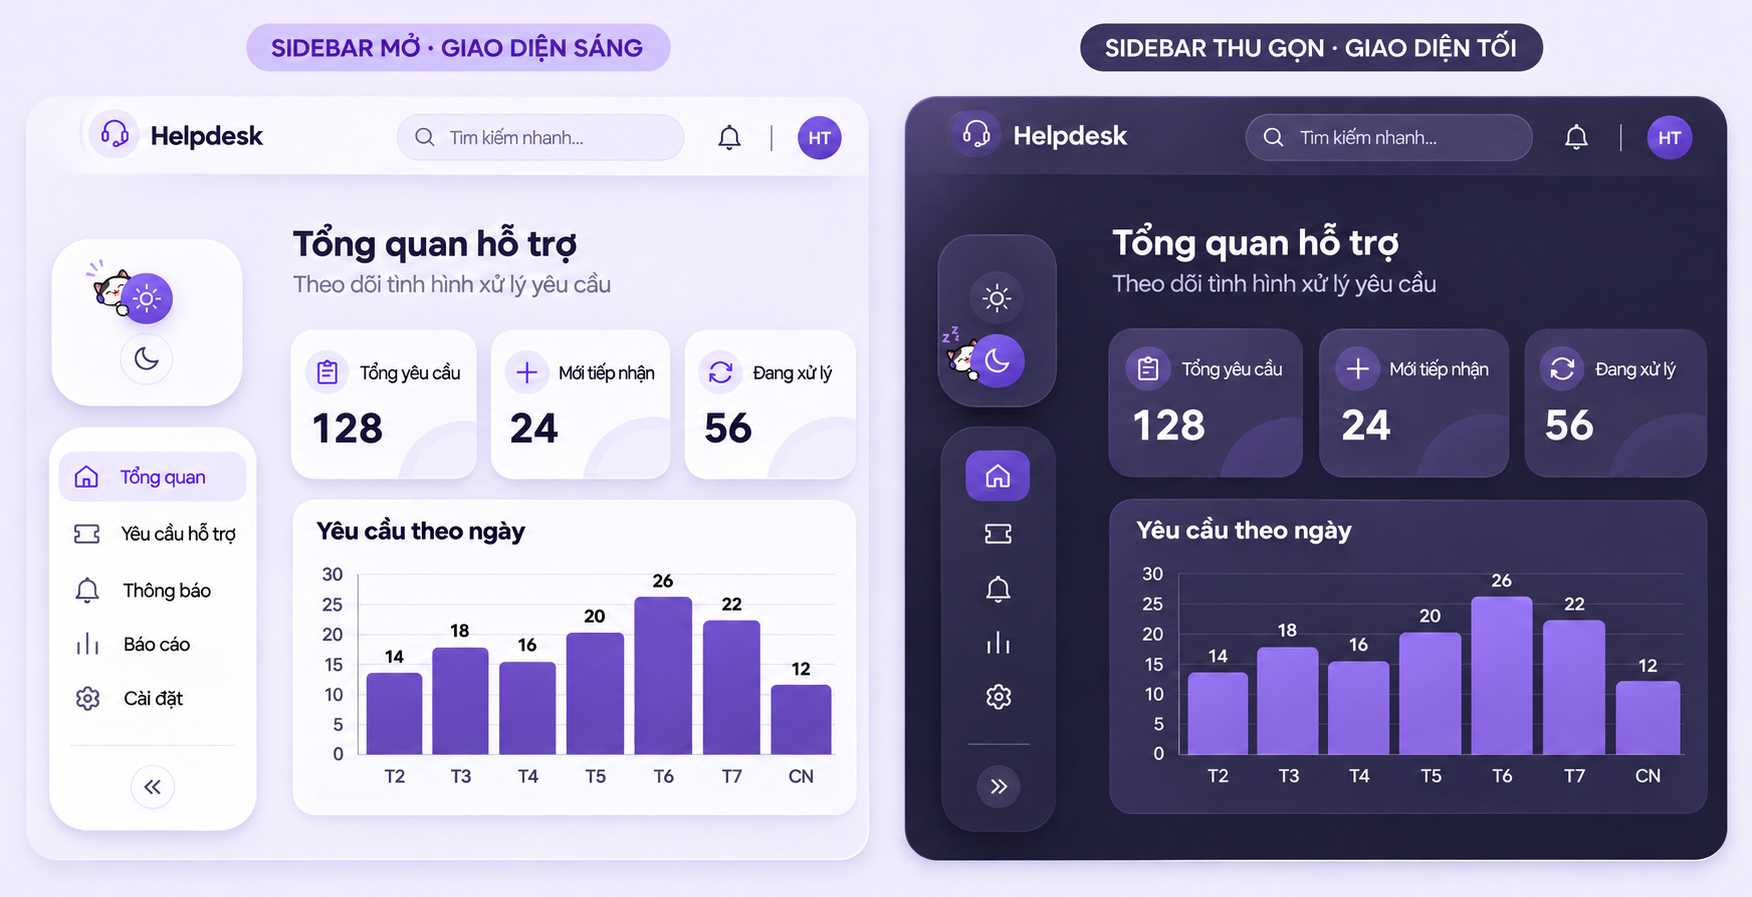 SIDEBAR MỞ · GIAO DIỆN SÁNG
Helpdesk
Tìm kiếm nhanh...
HT
Tổng quan hỗ trợ
Theo dõi tình hình xử lý yêu cầu
Tổng yêu cầu
128
Mới tiếp nhận
24
Đang xử lý
56
Tổng quan
Yêu cầu hỗ trợ
Thông báo
Báo cáo
Cài đặt
Yêu cầu theo ngày
30
25
20
15
10
5
0
14
18
16
20
26
22
12
T2
T3
T4
T5
T6
T7
CN
SIDEBAR THU GỌN · GIAO DIỆN TỐI
Helpdesk
Tìm kiếm nhanh...
HT
z z z
Tổng quan hỗ trợ
Theo dõi tình hình xử lý yêu cầu
Tổng yêu cầu
128
Mới tiếp nhận
24
Đang xử lý
56
Yêu cầu theo ngày
30
25
20
15
10
5
0
14
18
16
20
26
22
12
T2
T3
T4
T5
T6
T7
CN